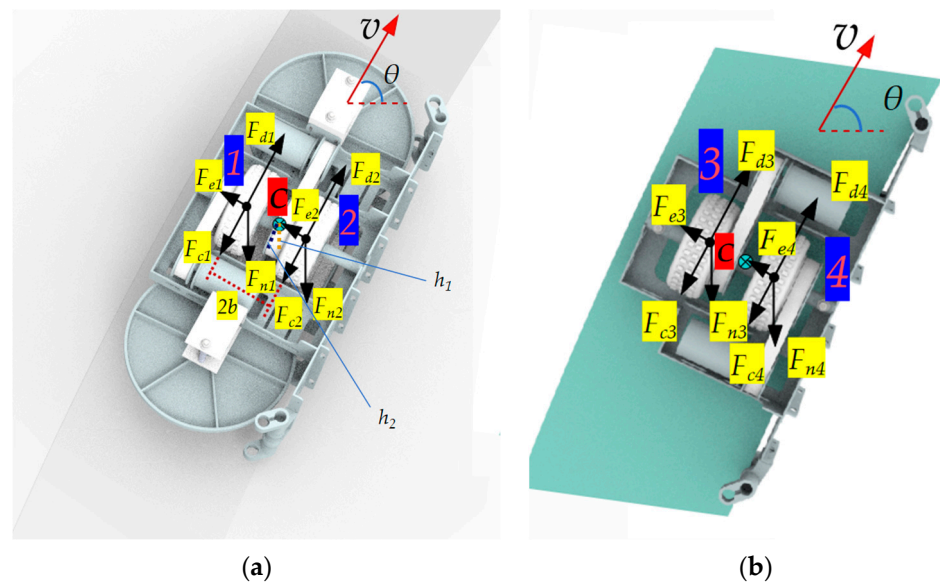 v
θ
F_d1
1
F_e1
C
F_e2
F_d2
2
F_c1
F_n1
2b
F_c2
F_n2
h_1
h_2
(a)
v
θ
3
F_d3
F_d4
F_e3
C
F_e4
4
F_c3
F_n3
F_c4
F_n4
(b)